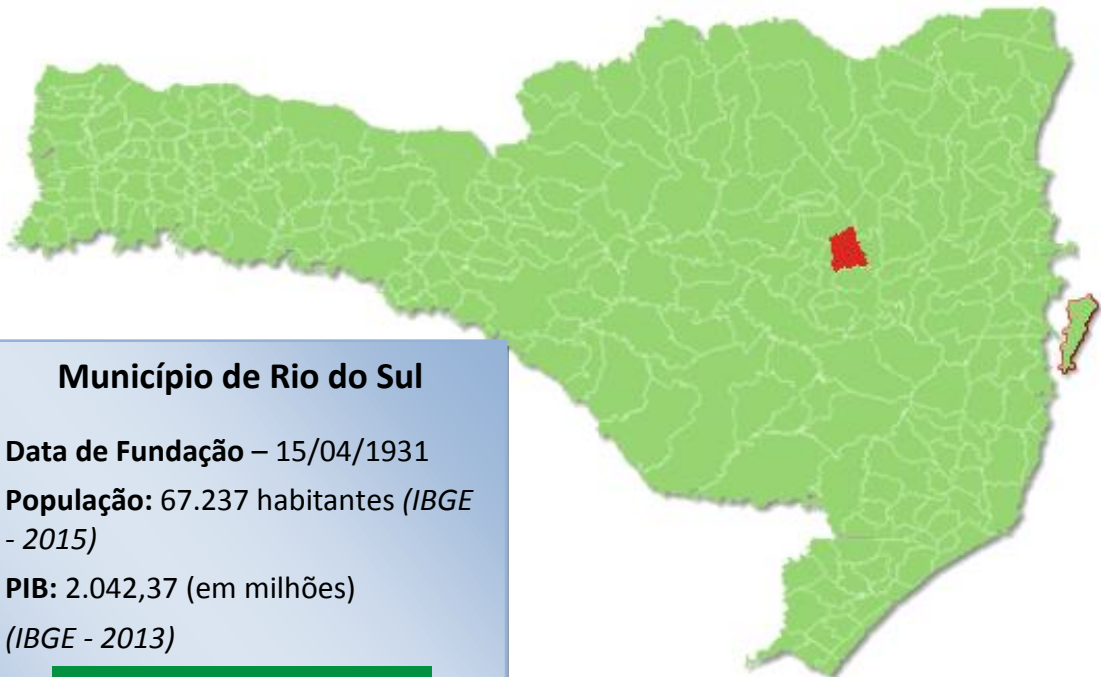 Município de Rio do Sul
Data de Fundação – 15/04/1931
População: 67.237 habitantes (IBGE
- 2015)
PIB: 2.042,37 (em milhões)
(IBGE - 2013)